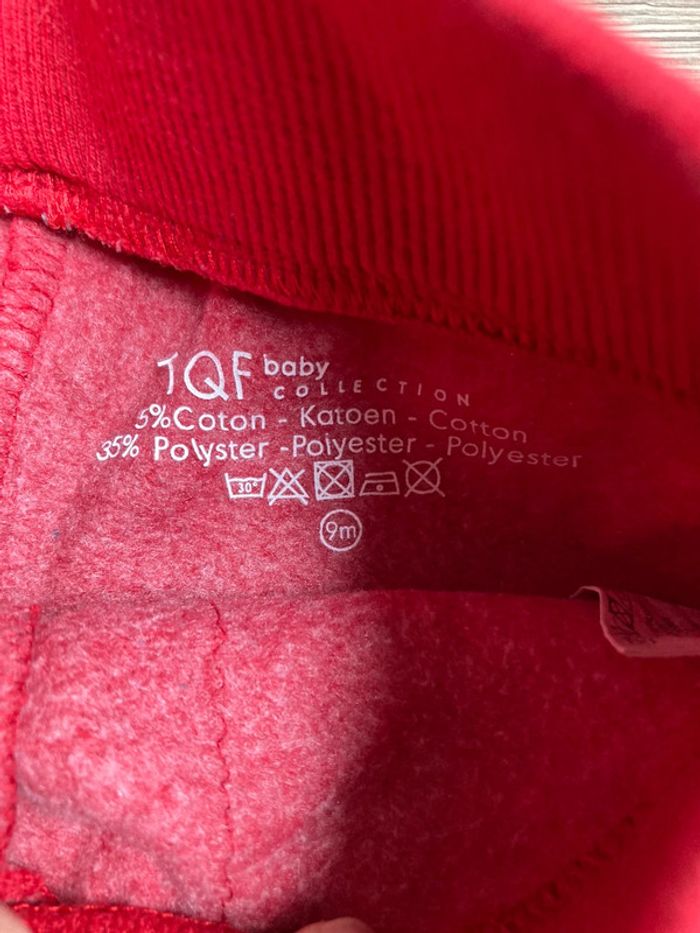 TQF baby
COLLECTION
5%Coton - Katoen - Cotton
35% Polyster -Polyester - Polyester
30°
9m